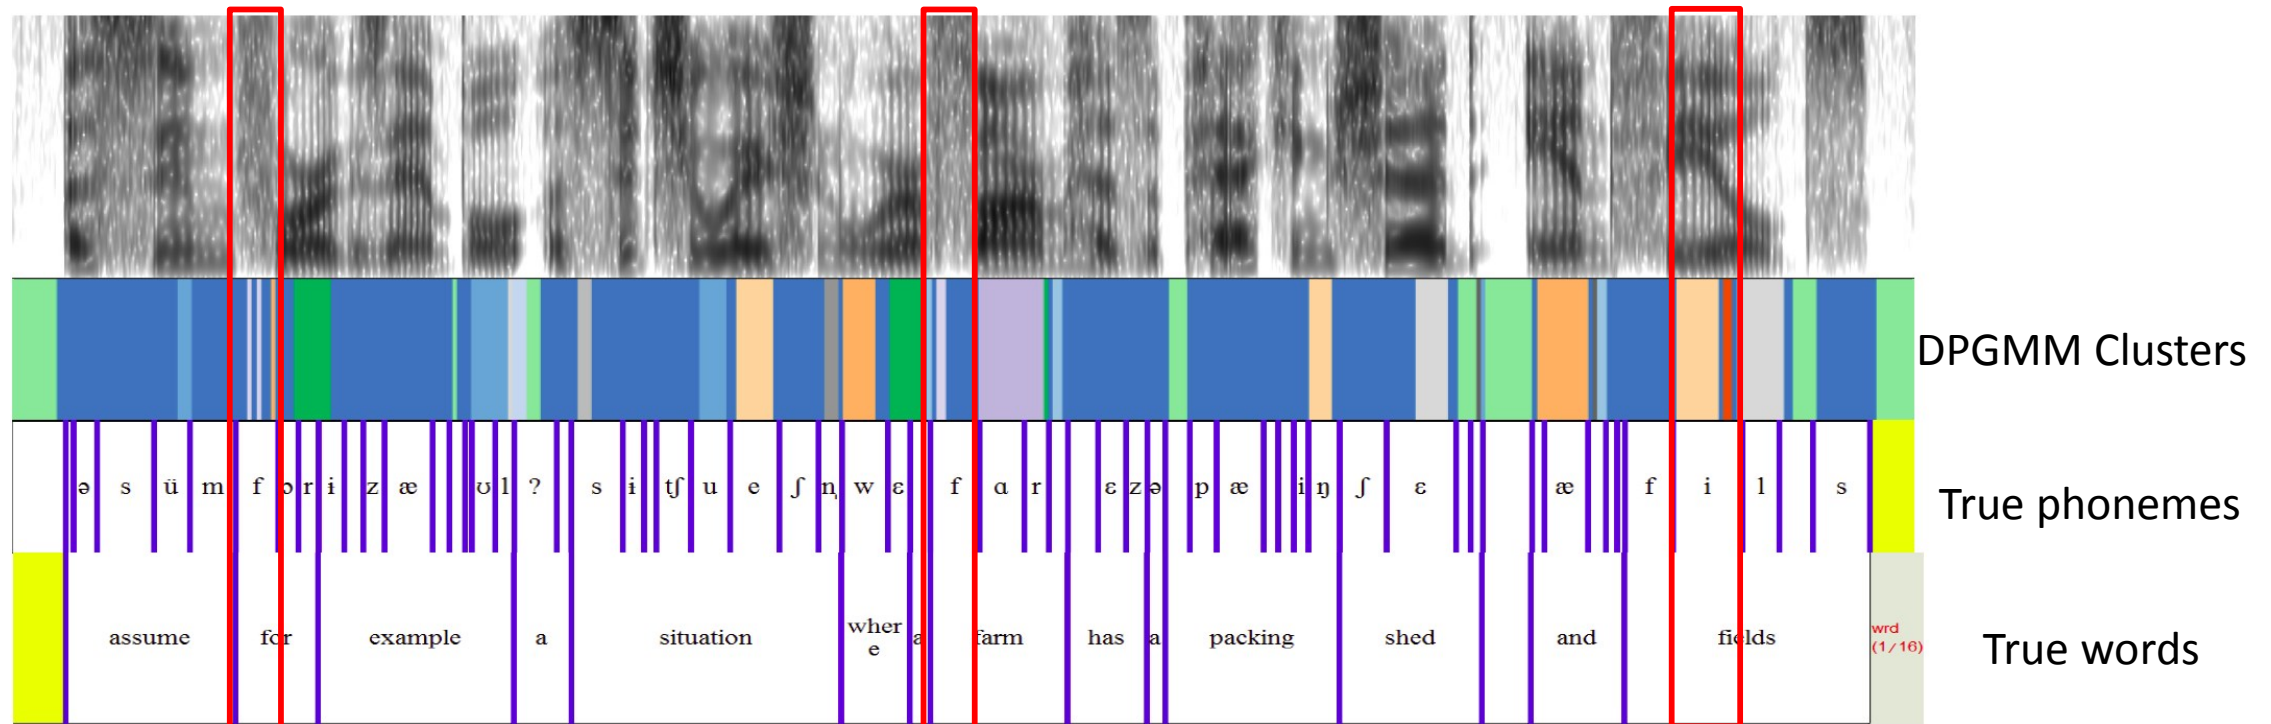 DPGMM Clusters
ə s ü m f ɔ r ɨ z æ ʊ l ? s ɨ tʃ u e ʃ n̩ w ɛ f ɑ r ɛ z ə p æ i ŋ ʃ ɛ æ f i l s
True phonemes
assume for example a situation wher
e a farm has a packing shed and fields
wrd
(1/16)
True words